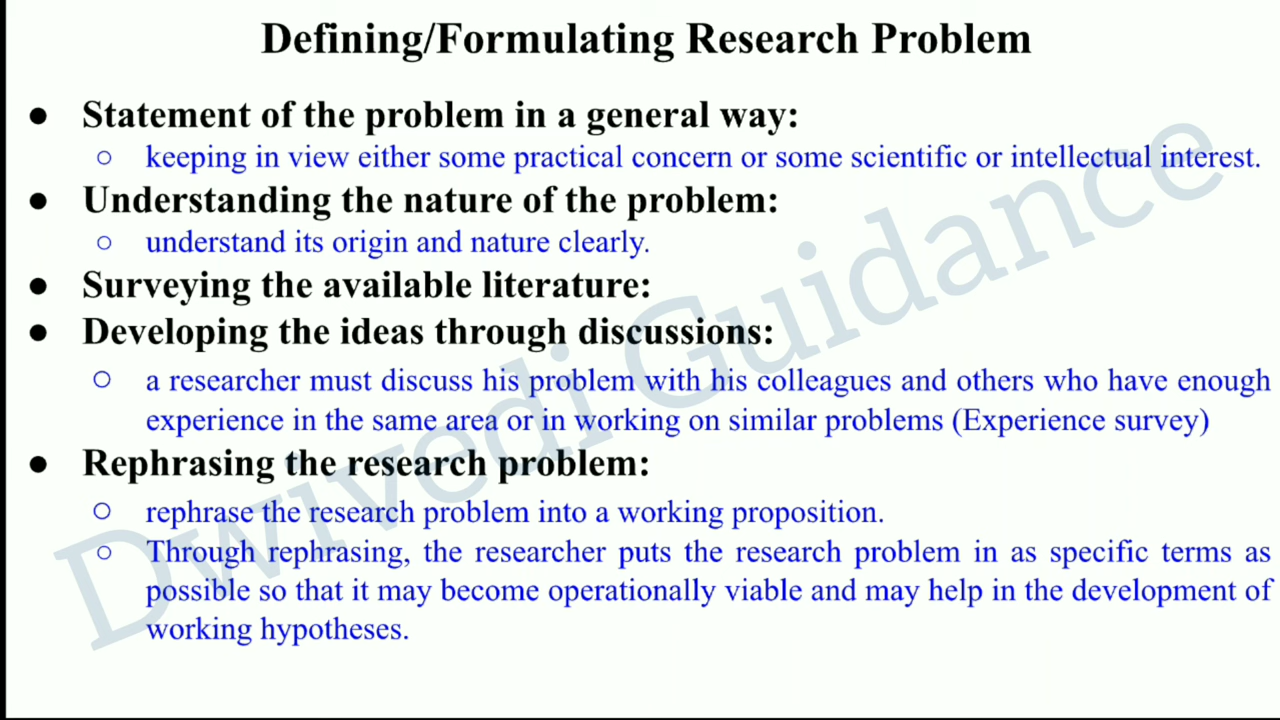 Defining/Formulating Research Problem
● Statement of the problem in a general way:
○ keeping in view either some practical concern or some scientific or intellectual interest.
● Understanding the nature of the problem:
○ understand its origin and nature clearly.
● Surveying the available literature:
● Developing the ideas through discussions:
○ a researcher must discuss his problem with his colleagues and others who have enough
experience in the same area or in working on similar problems (Experience survey)
● Rephrasing the research problem:
○ rephrase the research problem into a working proposition.
○ Through rephrasing, the researcher puts the research problem in as specific terms as
possible so that it may become operationally viable and may help in the development of
working hypotheses.
Dwivedi Guidance